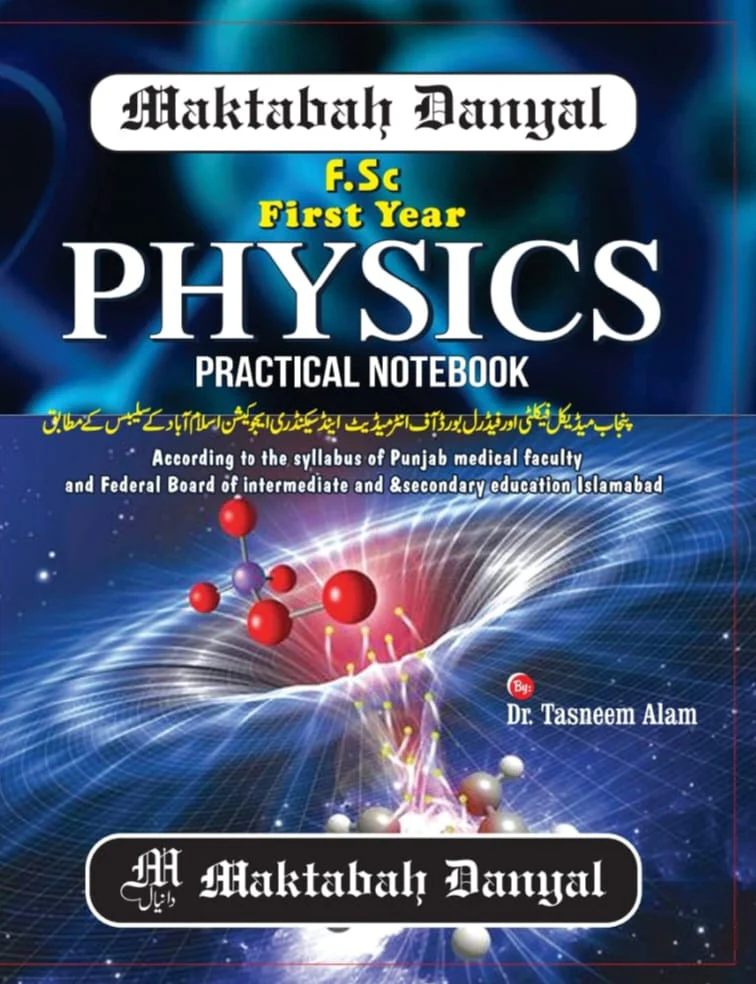 Maktabah Danyal
F.Sc
First Year
PHYSICS
PRACTICAL NOTEBOOK
پنجاب میڈیکل فیکلٹی اور فیڈرل بورڈ آف انٹرمیڈیٹ اینڈ سیکنڈری ایجوکیشن اسلام آباد کے سلیبس کے مطابق
According to the syllabus of Punjab medical faculty
and Federal Board of intermediate and &secondary education Islamabad
By:
Dr. Tasneem Alam
M دانیال Maktabah Danyal